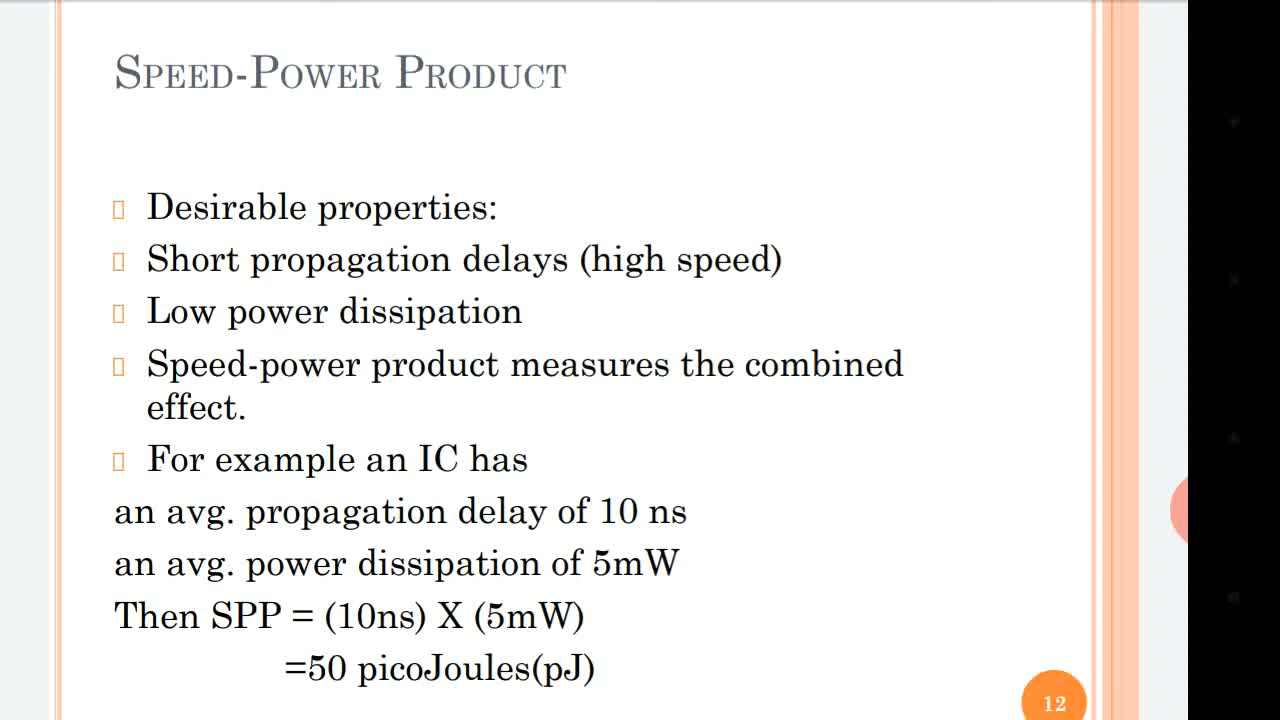 SPEED-POWER PRODUCT
Desirable properties:
Short propagation delays (high speed)
Low power dissipation
Speed-power product measures the combined
effect.
For example an IC has
an avg. propagation delay of 10 ns
an avg. power dissipation of 5mW
Then SPP = (10ns) X (5mW)
=50 picoJoules(pJ)
12